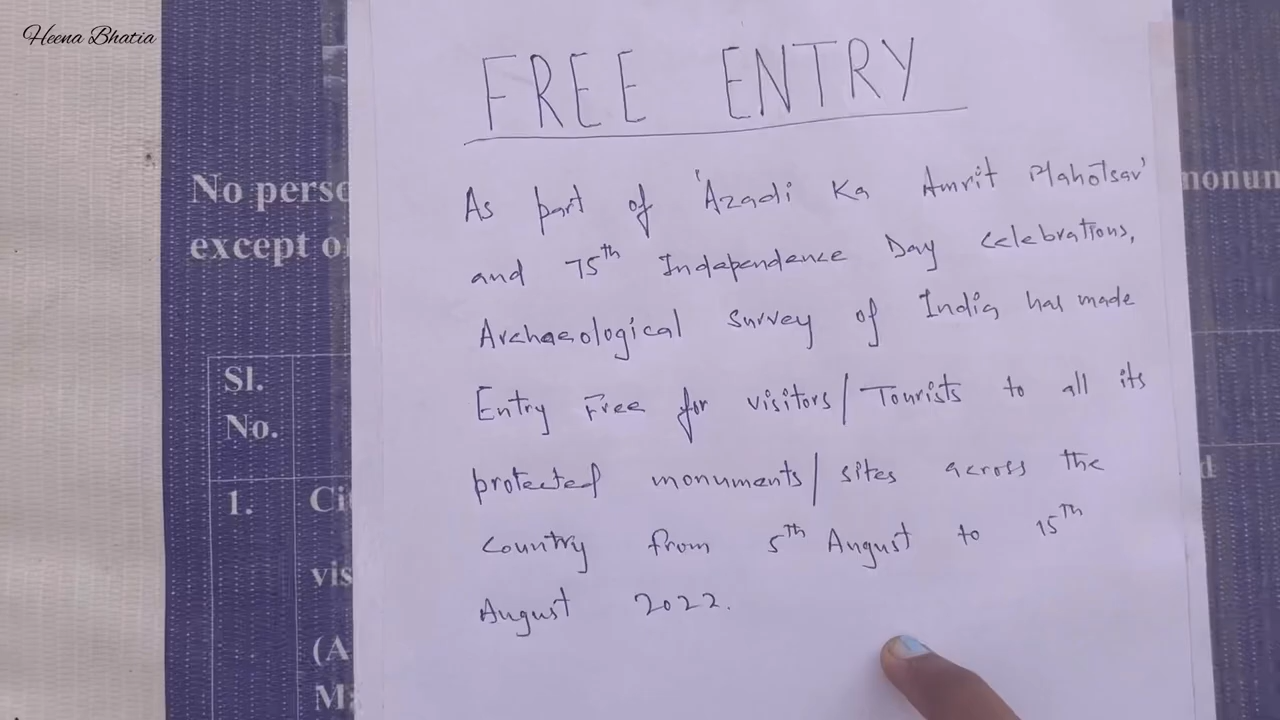 Heena Bhatia
FREE ENTRY
As part of 'Azadi Ka Amrit Mahotsav'
and 75th Independence Day celebrations,
Archaeological Survey of India has made
Entry Free for visitors/Tourists to all its
protected monuments/sites across the
country from 5th August to 15th
August 2022.
No perso
monum
except o
Sl.
No.
1.
Ci
vis
(A
M
d